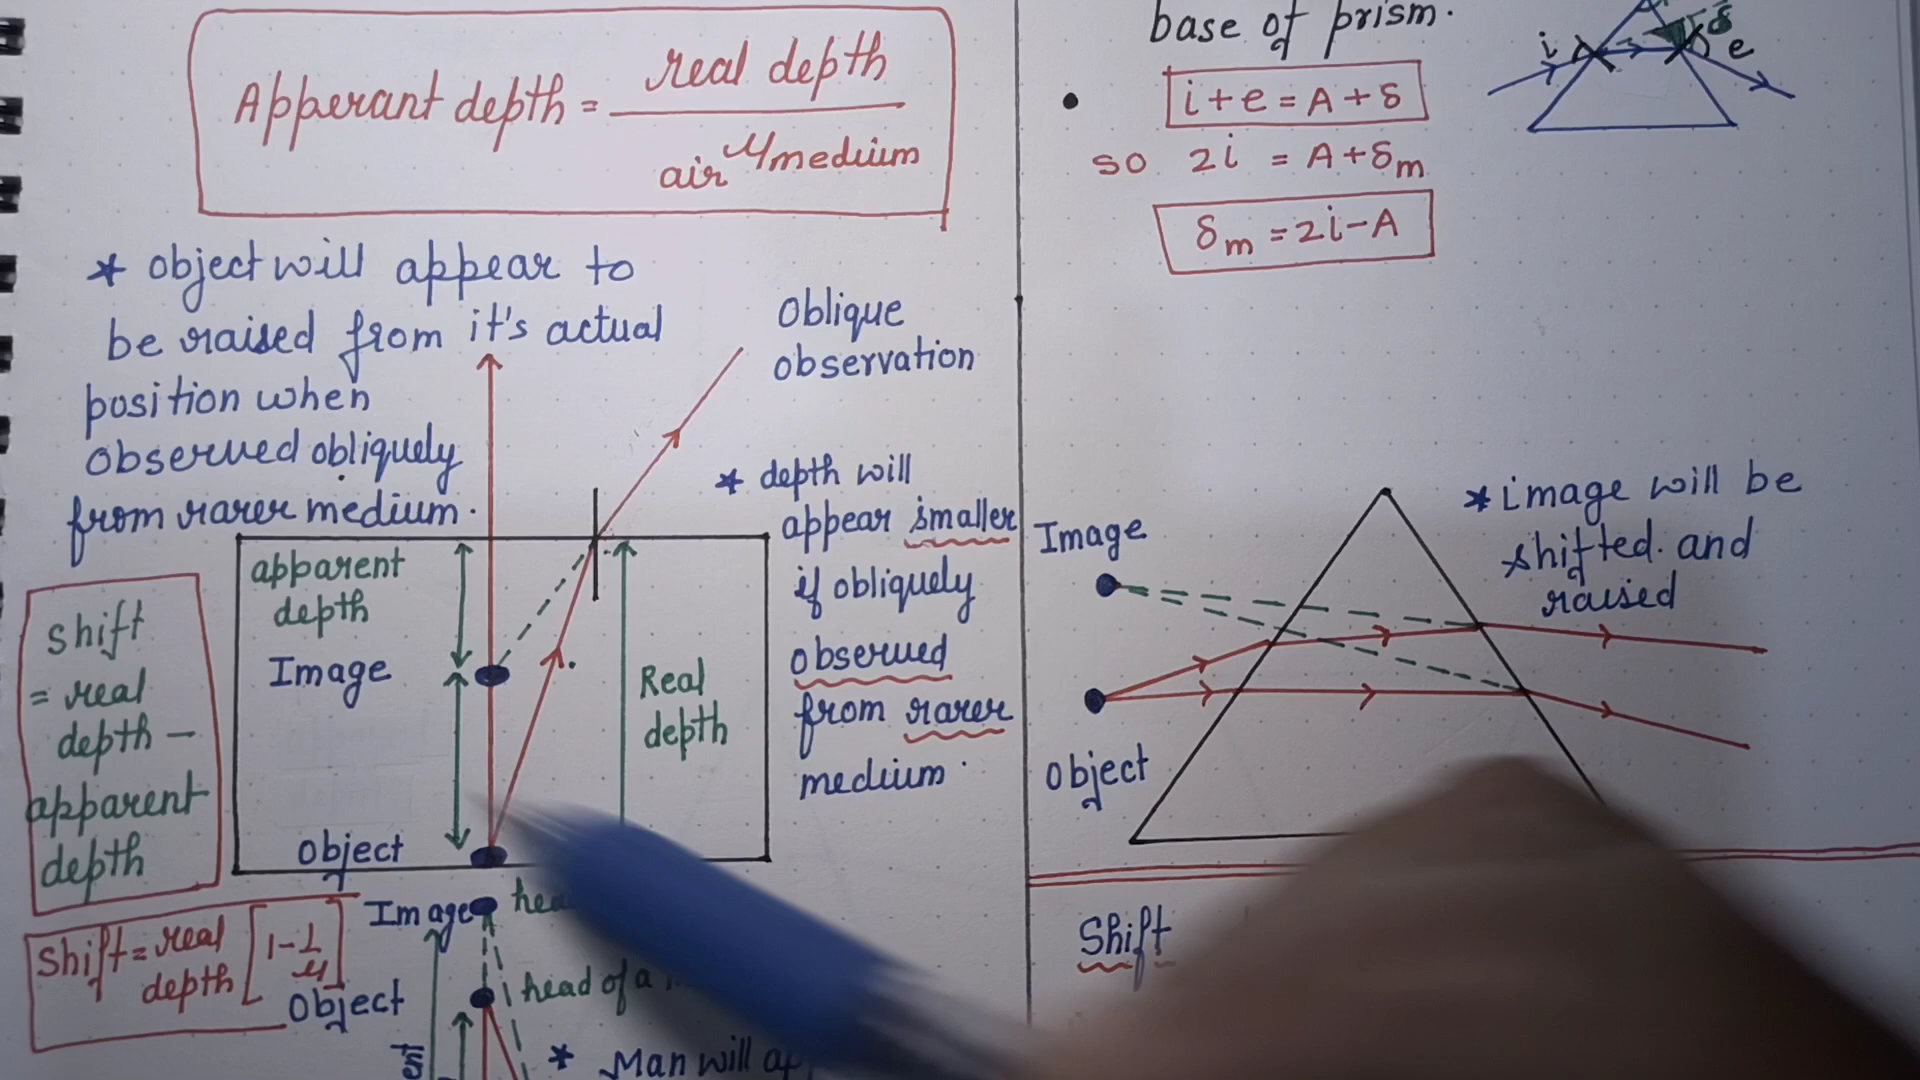 Apperant depth = real depth
air μ medium
* object will appear to
be raised from it's actual
position when
observed obliquely
from rarer medium.
Oblique
observation
* depth will
appear smaller
if obliquely
observed
from rarer
medium.
apparent
depth
Image
Real
depth
object
Shift
= real
depth -
apparent
depth
Shift = real
depth [1 - 1/μ]
Image
object
head of a
* Man will
base of prism.
• i + e = A + δ
so 2i = A + δm
δm = 2i - A
i
δ
e
Image
object
* image will be
shifted. and
raised
Shift